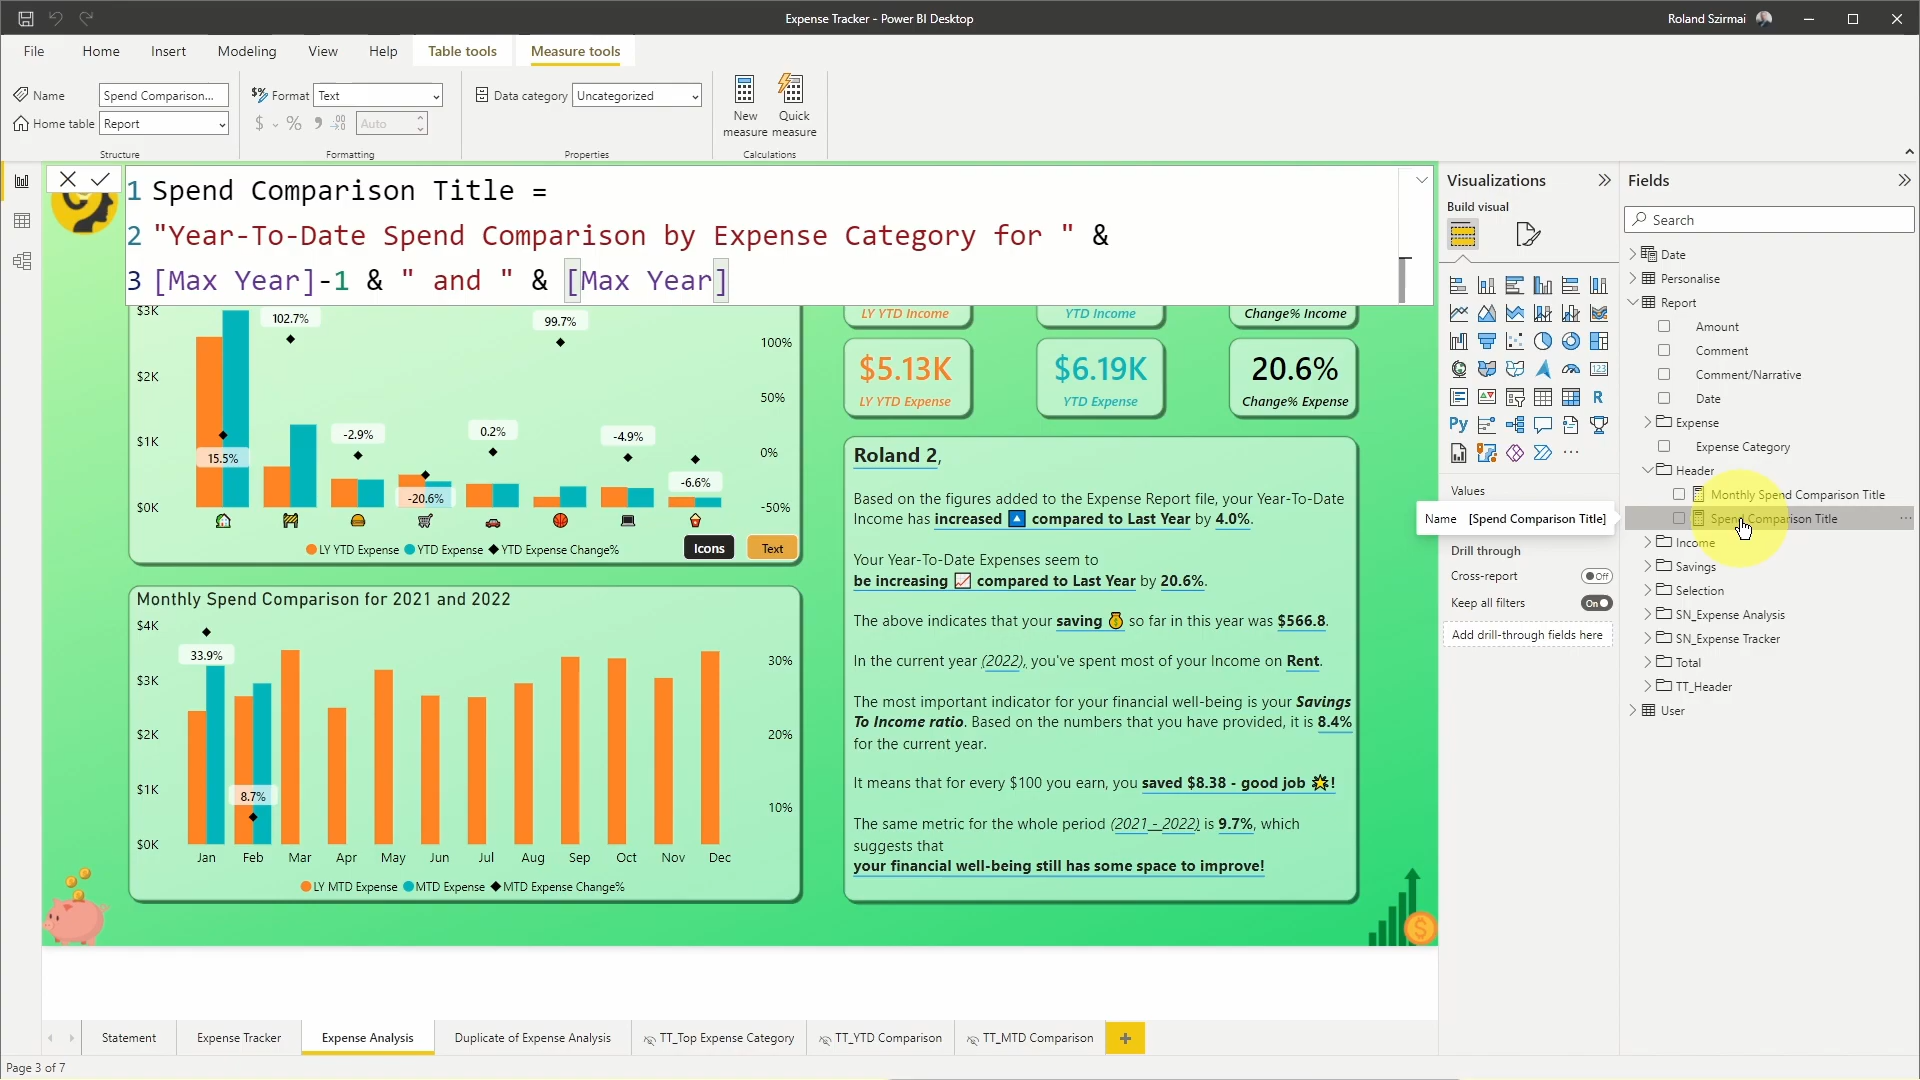 Expense Tracker - Power BI Desktop
Roland Szirmai
File Home Insert Modeling View Help Table tools Measure tools
Name Spend Comparison...
Home table Report
Structure
Format Text
$ % Auto
Formatting
Data category Uncategorized
Properties
New measure
Quick measure
Calculations
1 Spend Comparison Title =
2 "Year-To-Date Spend Comparison by Expense Category for " &
3 [Max Year]-1 & " and " & [Max Year]
$3K
$2K
$1K
$0K
102.7%
99.7%
15.5%
-2.9%
-20.6%
0.2%
-4.9%
-6.6%
100%
50%
0%
-50%
LY YTD Expense YTD Expense YTD Expense Change%
Icons Text
LY YTD Income
YTD Income
Change% Income
$5.13K
LY YTD Expense
$6.19K
YTD Expense
20.6%
Change% Expense
Monthly Spend Comparison for 2021 and 2022
$4K
$3K
$2K
$1K
$0K
33.9%
8.7%
30%
20%
10%
Jan Feb Mar Apr May Jun Jul Aug Sep Oct Nov Dec
LY MTD Expense MTD Expense MTD Expense Change%
Roland 2,
Based on the figures added to the Expense Report file, your Year-To-Date
Income has increased 🔼 compared to Last Year by 4.0%.
Your Year-To-Date Expenses seem to
be increasing 📈 compared to Last Year by 20.6%.
The above indicates that your saving 💰 so far in this year was $566.8.
In the current year (2022), you've spent most of your Income on Rent.
The most important indicator for your financial well-being is your Savings
To Income ratio. Based on the numbers that you have provided, it is 8.4%
for the current year.
It means that for every $100 you earn, you saved $8.38 - good job 🌟!
The same metric for the whole period (2021 - 2022) is 9.7%, which
suggests that
your financial well-being still has some space to improve!
Visualizations
Build visual
123
R
Py
Values
Name [Spend Comparison Title]
Drill through
Cross-report Off
Keep all filters On
Add drill-through fields here
Fields
Search
Date
Personalise
Report
Amount
Comment
Comment/Narrative
Date
Expense
Expense Category
Header
Monthly Spend Comparison Title
Spend Comparison Title
Income
Savings
Selection
SN_Expense Analysis
SN_Expense Tracker
Total
TT_Header
User
Statement Expense Tracker Expense Analysis Duplicate of Expense Analysis TT_Top Expense Category TT_YTD Comparison TT_MTD Comparison +
Page 3 of 7